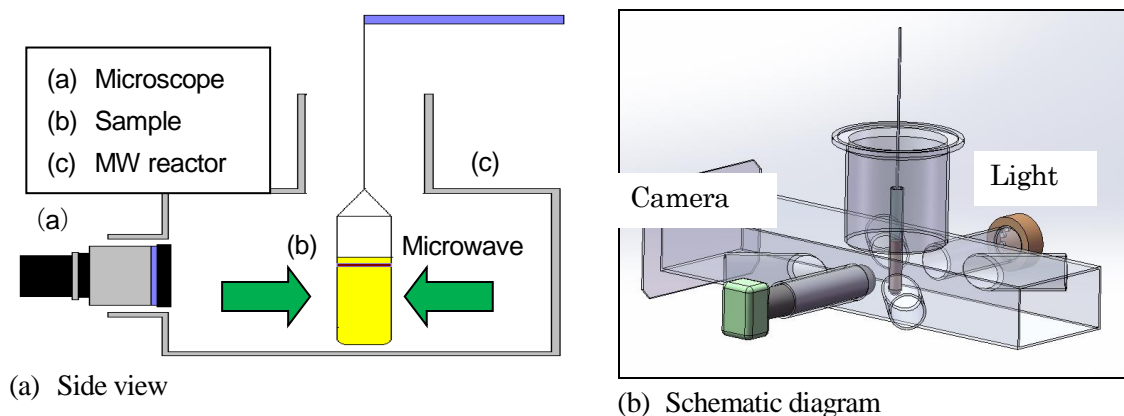 (a) Microscope
(b) Sample
(c) MW reactor
(c)
(a)
(b)
Microwave
(a) Side view
Camera
Light
(b) Schematic diagram